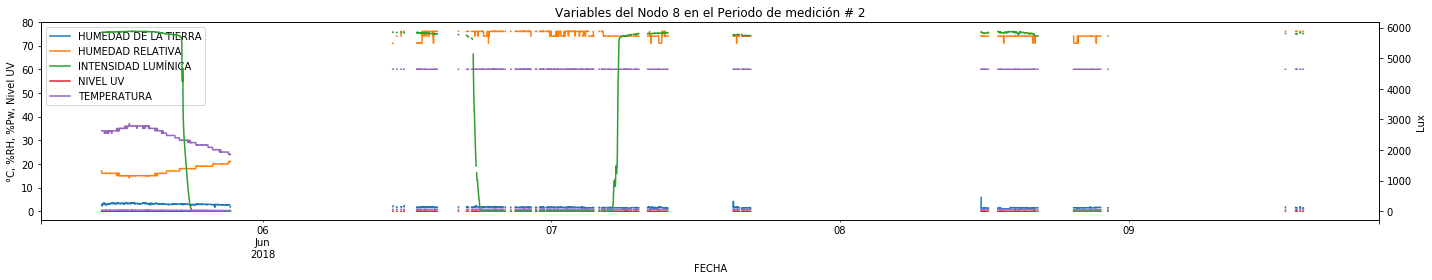 Variables del Nodo 8 en el Periodo de medición # 2
HUMEDAD DE LA TIERRA
HUMEDAD RELATIVA
INTENSIDAD LUMÍNICA
NIVEL UV
TEMPERATURA
°C, %RH, %Pw, Nivel UV
80
70
60
50
40
30
20
10
0
6000
5000
4000
3000
2000
1000
0
Lux
06 07 08 09
Jun
2018
FECHA